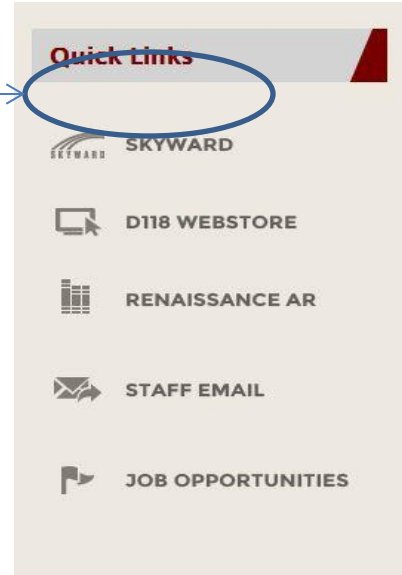 Quick Links
SKYWARD SKYWARD
D118 WEBSTORE
RENAISSANCE AR
STAFF EMAIL
JOB OPPORTUNITIES